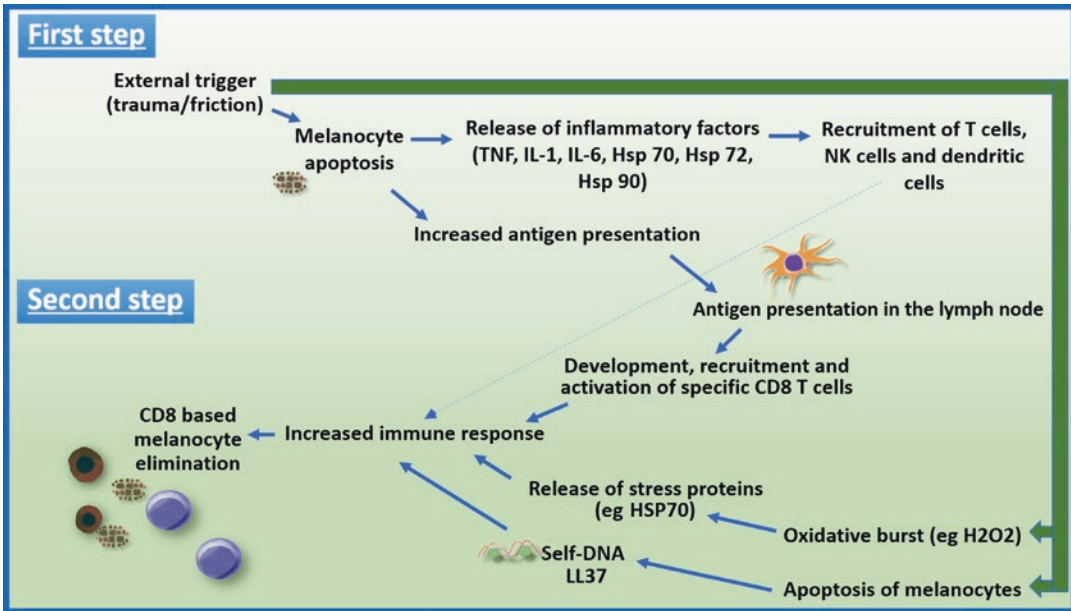 First step
External trigger
(trauma/friction)
Melanocyte
apoptosis
Release of inflammatory factors
(TNF, IL-1, IL-6, Hsp 70, Hsp 72,
Hsp 90)
Recruitment of T cells,
NK cells and dendritic
cells
Increased antigen presentation
Second step
Antigen presentation in the lymph node
Development, recruitment and
activation of specific CD8 T cells
CD8 based
melanocyte
elimination
Increased immune response
Release of stress proteins
(eg HSP70)
Oxidative burst (eg H2O2)
Self-DNA
LL37
Apoptosis of melanocytes